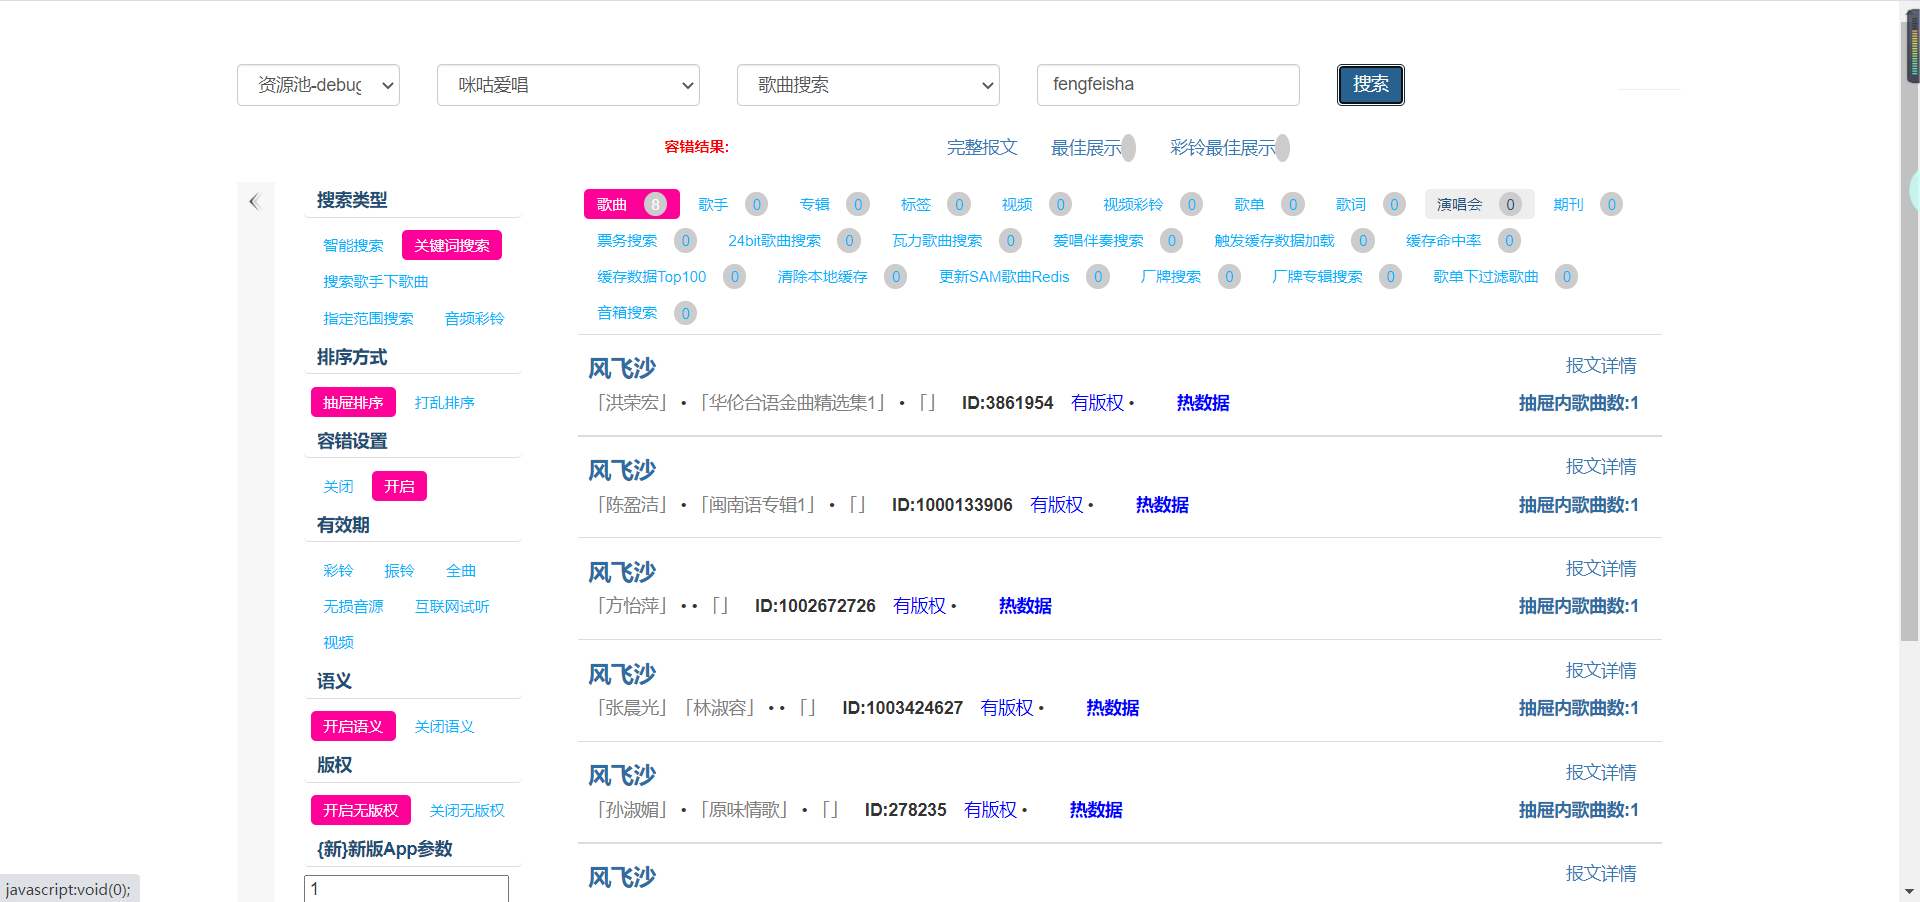 资源池-debug 咪咕爱唱 歌曲搜索 fengfeisha 搜索
容错结果: 完整报文 最佳展示 彩铃最佳展示
搜索类型
智能搜索 关键词搜索
搜索歌手下歌曲
指定范围搜索 音频彩铃
排序方式
抽屉排序 打乱排序
容错设置
关闭 开启
有效期
彩铃 振铃 全曲
无损音源 互联网试听
视频
语义
开启语义 关闭语义
版权
开启无版权 关闭无版权
{新}新版App参数
1
歌曲 8 歌手 0 专辑 0 标签 0 视频 0 视频彩铃 0 歌单 0 歌词 0 演唱会 0 期刊 0
票务搜索 0 24bit歌曲搜索 0 瓦力歌曲搜索 0 爱唱伴奏搜索 0 触发缓存数据加载 0 缓存命中率 0
缓存数据Top100 0 清除本地缓存 0 更新SAM歌曲Redis 0 厂牌搜索 0 厂牌专辑搜索 0 歌单下过滤歌曲 0
音箱搜索 0
风飞沙 报文详情
「洪荣宏」 • 「华伦台语金曲精选集1」 • 「」 ID:3861954 有版权 • 热数据 抽屉内歌曲数:1
风飞沙 报文详情
「陈盈洁」 • 「闽南语专辑1」 • 「」 ID:1000133906 有版权 • 热数据 抽屉内歌曲数:1
风飞沙 报文详情
「方怡萍」 • • 「」 ID:1002672726 有版权 • 热数据 抽屉内歌曲数:1
风飞沙 报文详情
「张晨光」 「林淑容」 • • 「」 ID:1003424627 有版权 • 热数据 抽屉内歌曲数:1
风飞沙 报文详情
「孙淑媚」 • 「原味情歌」 • 「」 ID:278235 有版权 • 热数据 抽屉内歌曲数:1
风飞沙 报文详情
javascript:void(0);